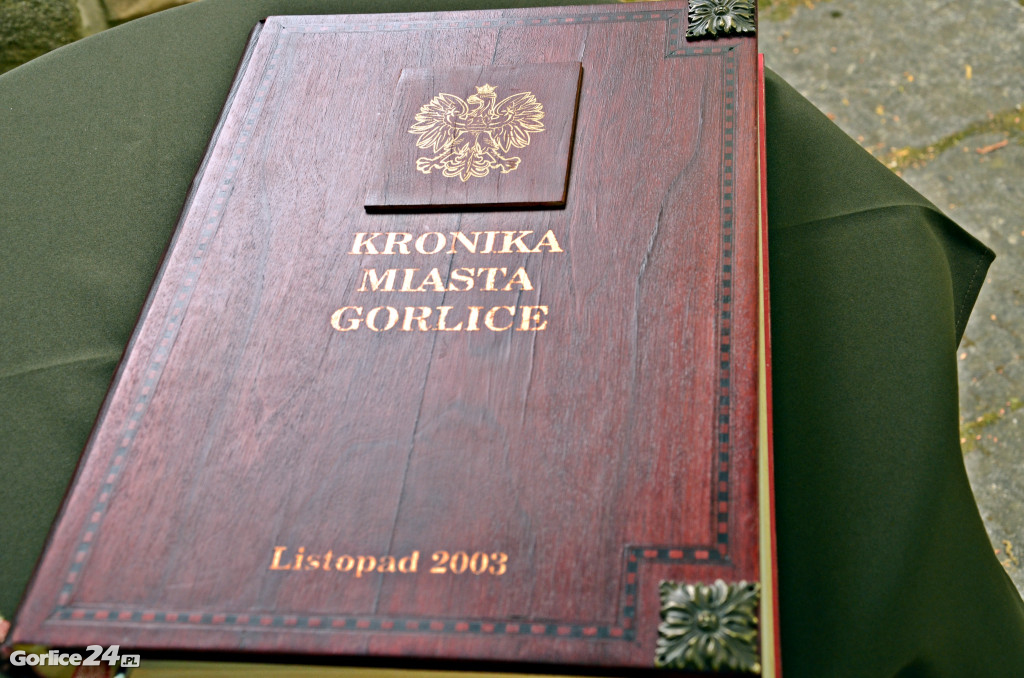 KRONIKA
MIASTA
GORLICE
Listopad 2003
Gorlice24.PL